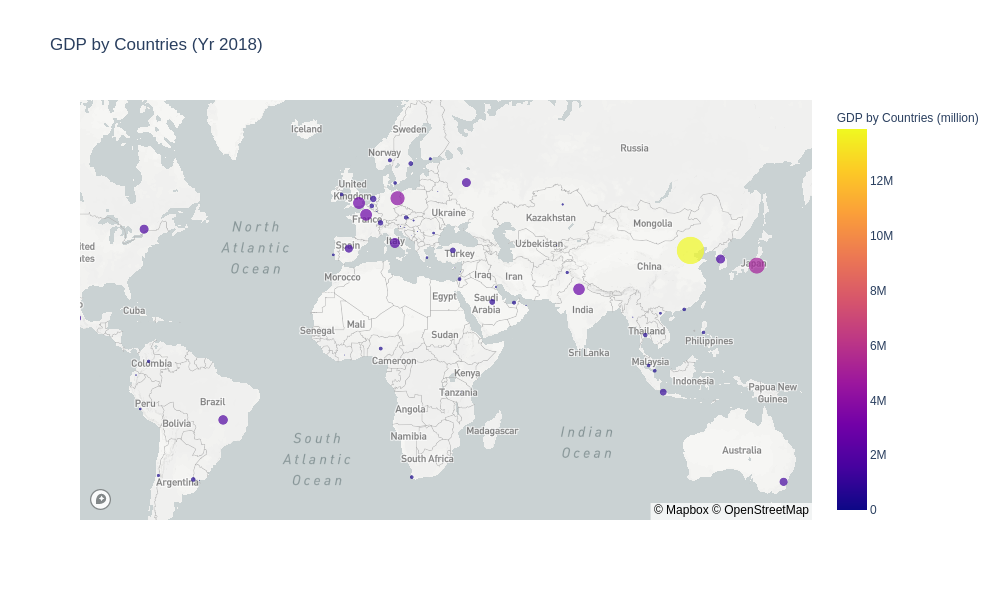 GDP by Countries (Yr 2018)
GDP by Countries (million)
Iceland
Sweden
Norway
Russia
United
Kingdom
Ukraine
Kazakhstan
Mongolia
North
Atlantic
Ocean
ited
ates
France
Spain
Italy
Turkey
Uzbekistan
China
Japan
Morocco
Iraq
Iran
Cuba
Egypt
Saudi
Arabia
India
Senegal
Mali
Sudan
Thailand
Philippines
Sri Lanka
Colombia
Cameroon
Kenya
Malaysia
Indonesia
Papua New
Guinea
Peru
Brazil
Tanzania
Angola
Bolivia
Namibia
Madagascar
South
Atlantic
Ocean
Indian
Ocean
Australia
South Africa
Argentina
© Mapbox © OpenStreetMap
12M
10M
8M
6M
4M
2M
0